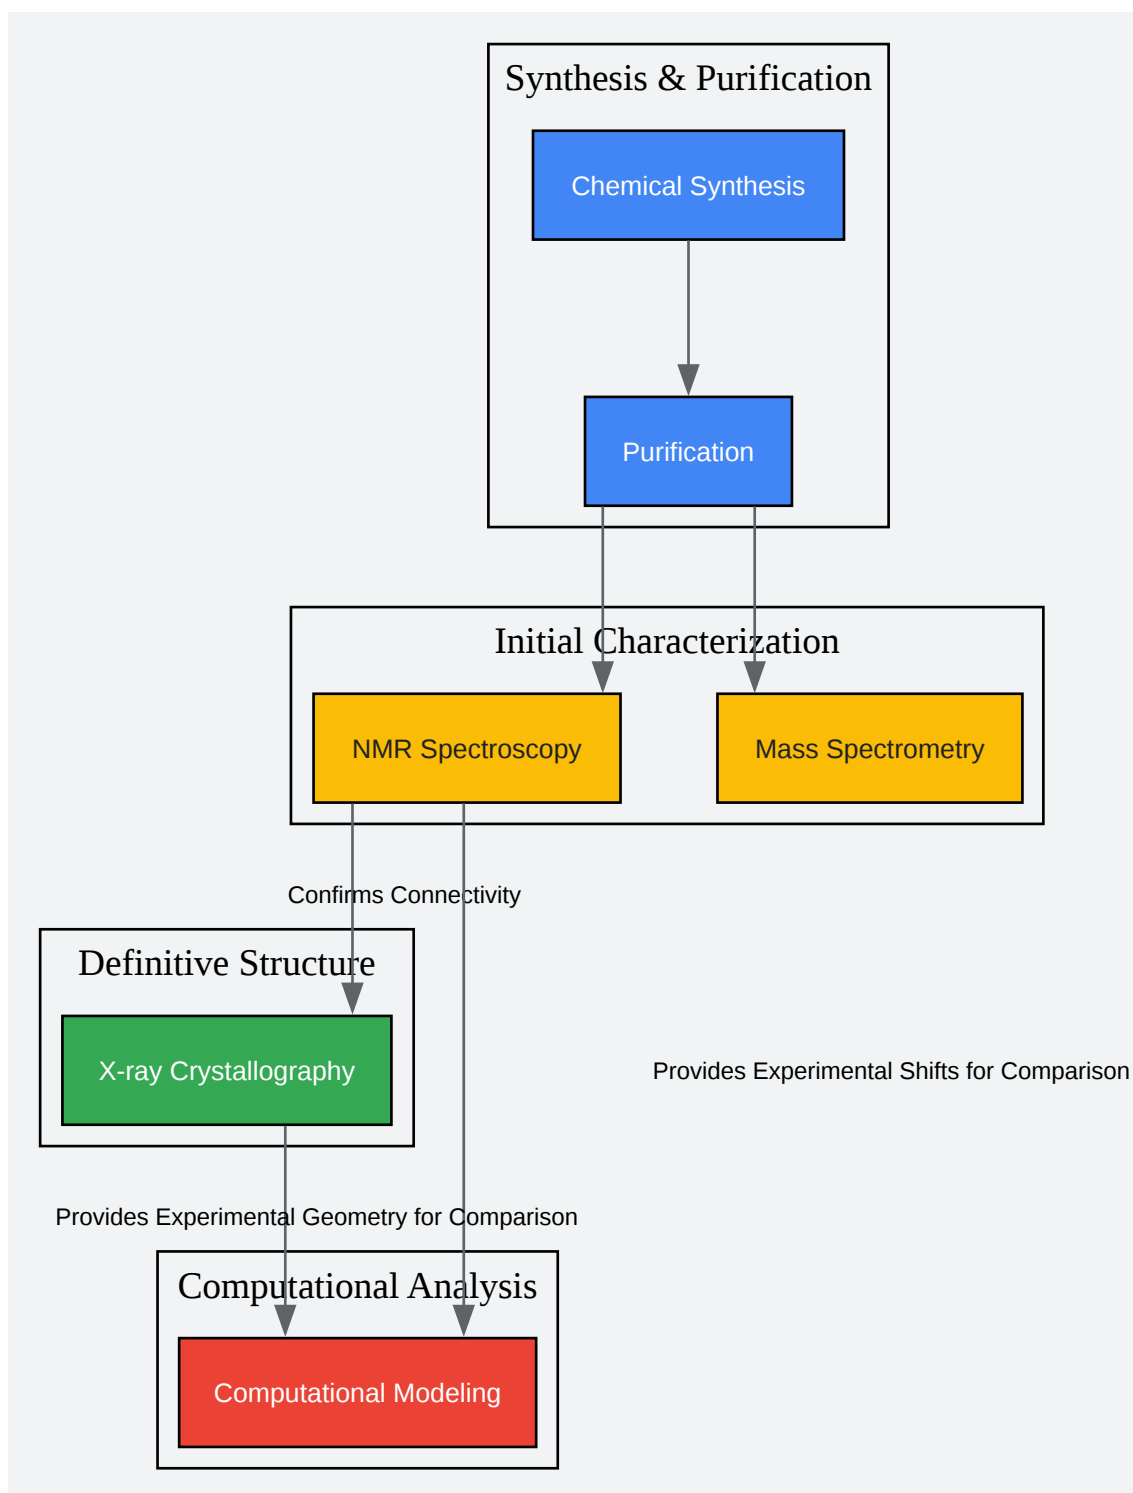 Synthesis & Purification
Chemical Synthesis
Purification
Initial Characterization
NMR Spectroscopy
Mass Spectrometry
Confirms Connectivity
Definitive Structure
X-ray Crystallography
Provides Experimental Shifts for Comparison
Provides Experimental Geometry for Comparison
Computational Analysis
Computational Modeling